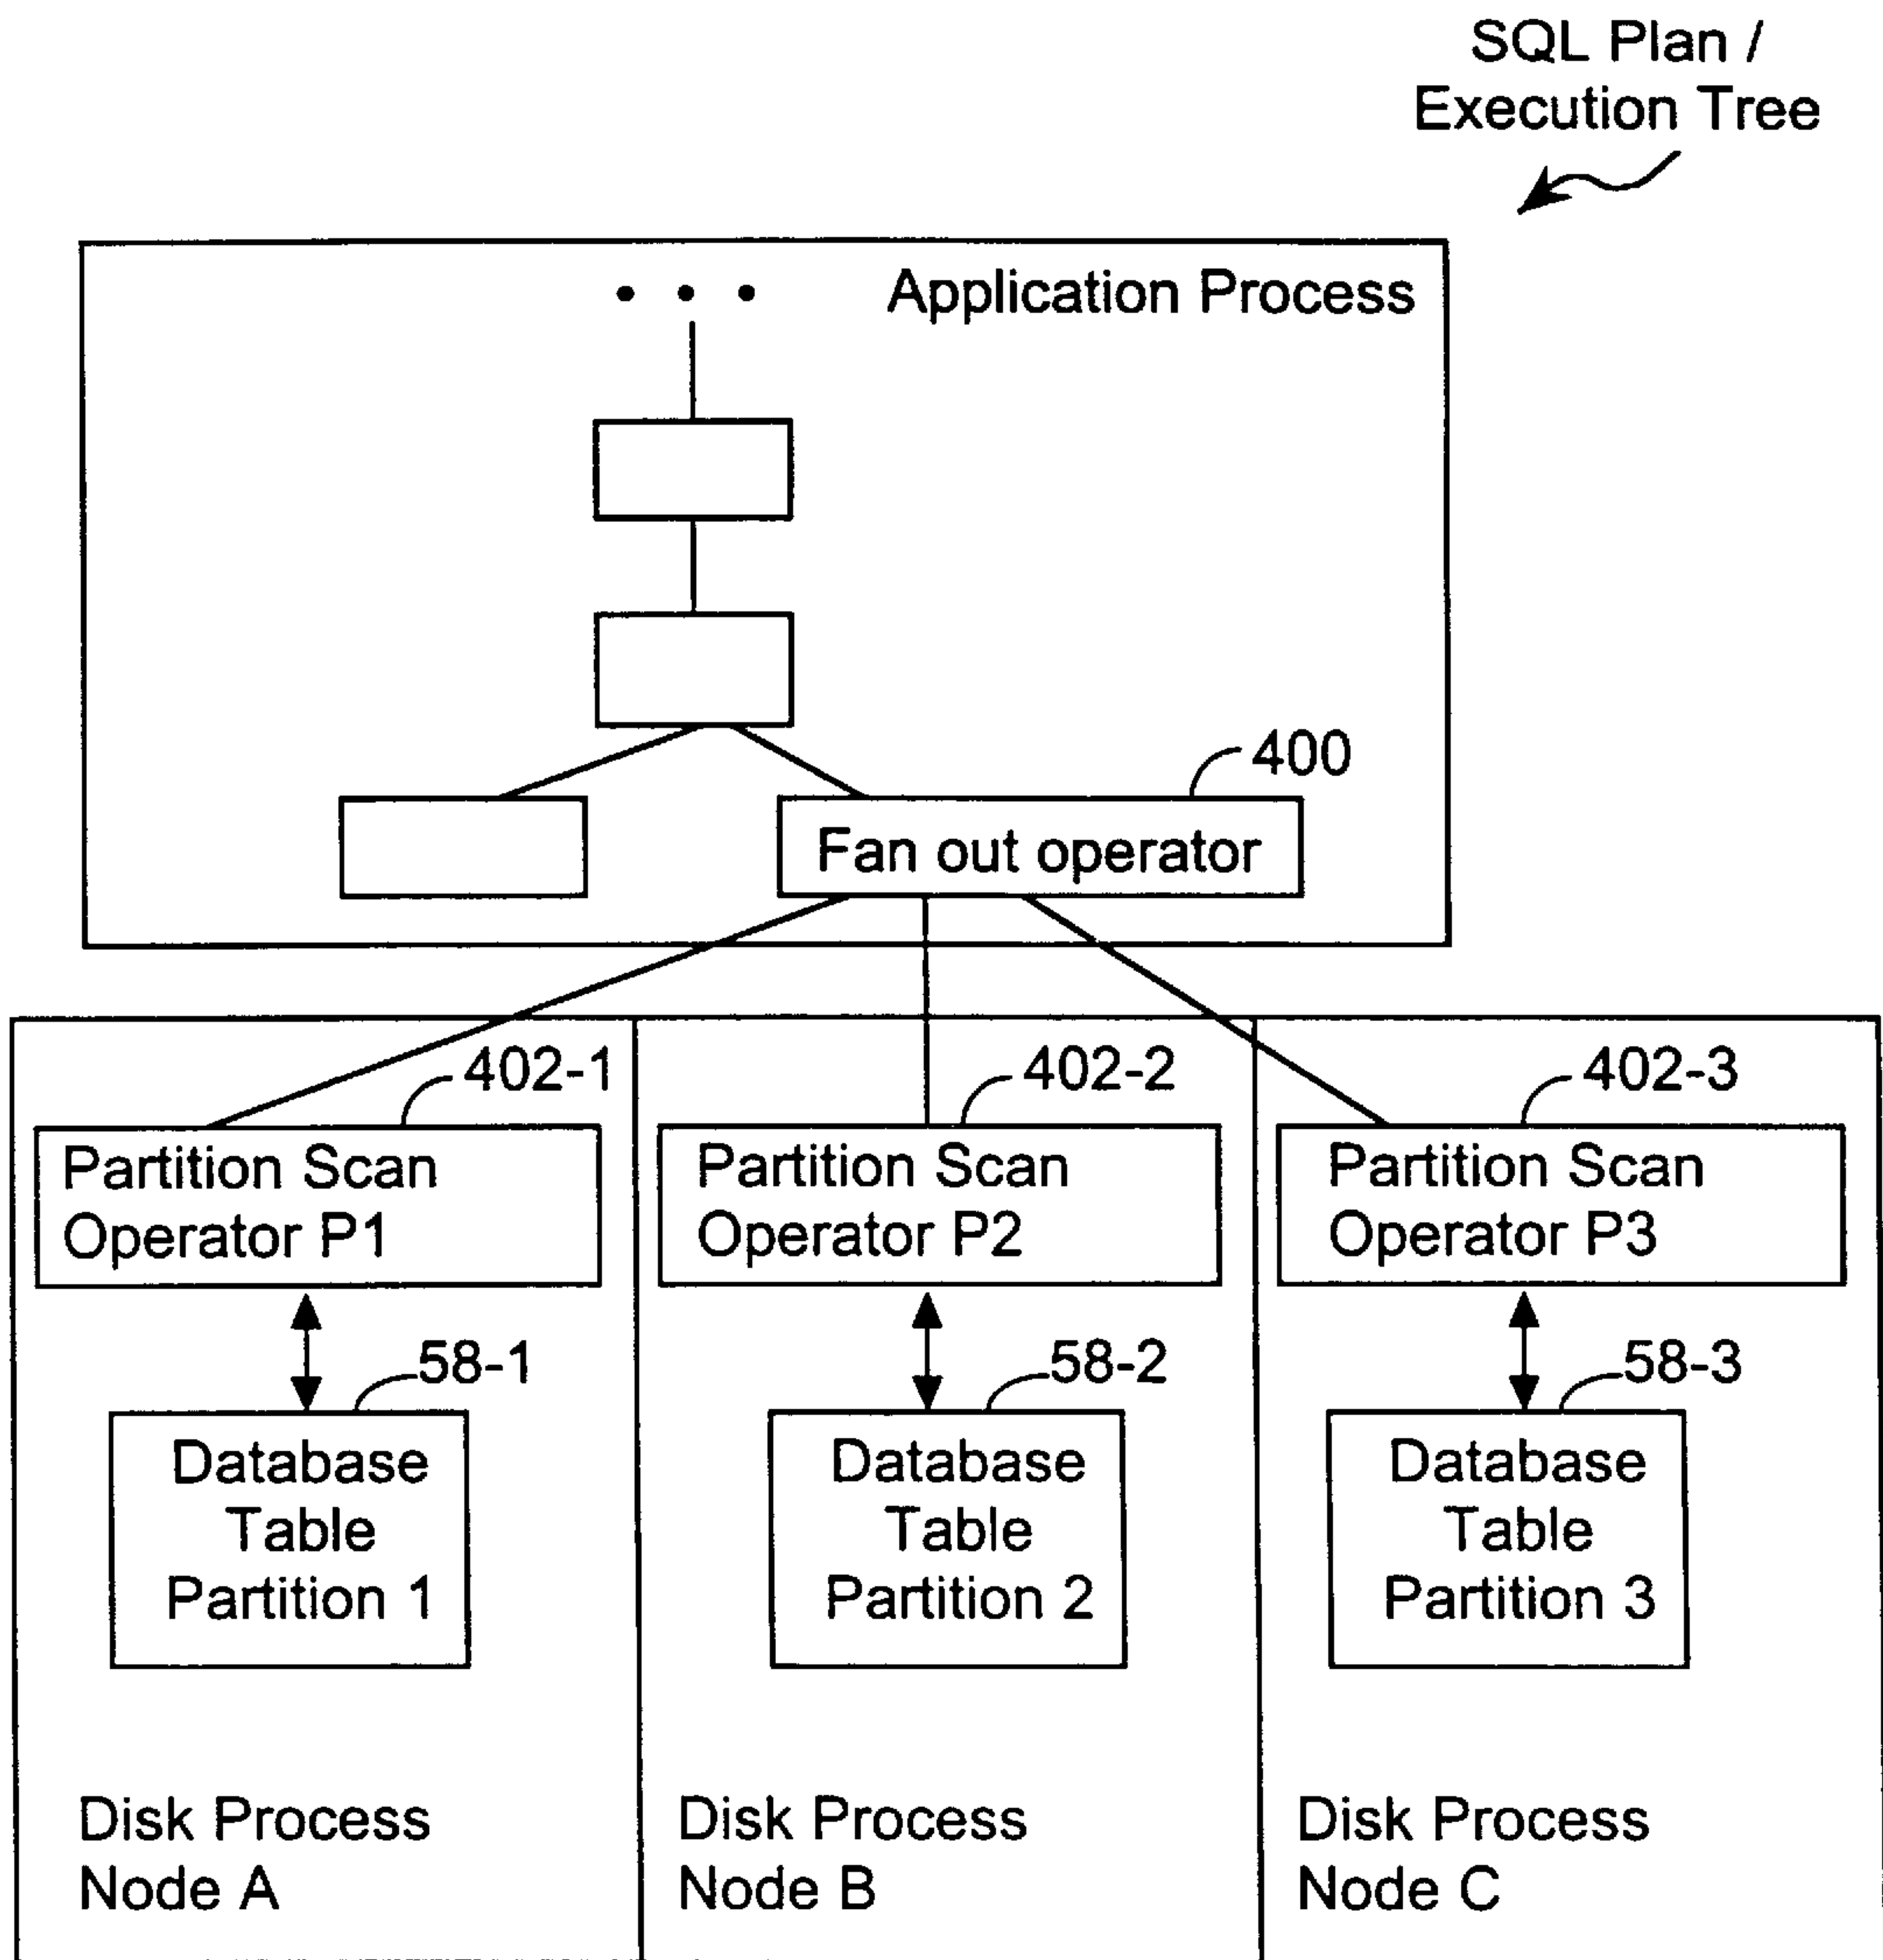 SQL Plan /
Execution Tree
• • •
Application Process
400
Fan out operator
402-1
402-2
402-3
Partition Scan
Operator P1
Partition Scan
Operator P2
Partition Scan
Operator P3
58-1
58-2
58-3
Database
Table
Partition 1
Database
Table
Partition 2
Database
Table
Partition 3
Disk Process
Node A
Disk Process
Node B
Disk Process
Node C